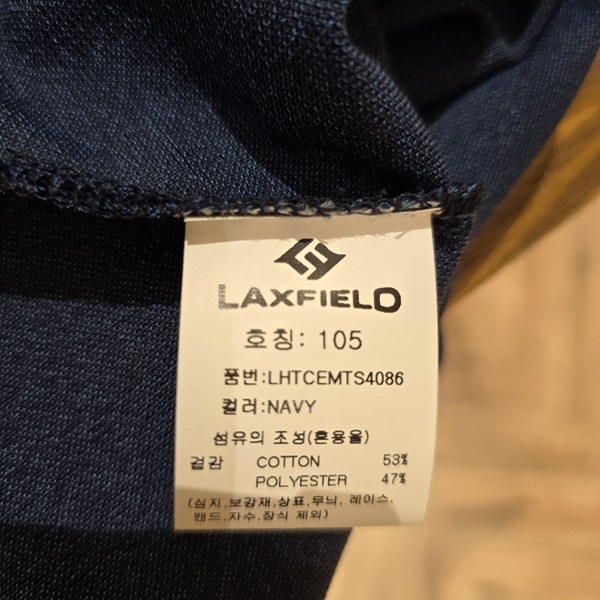 LAXFIELD
호칭: 105
품번:LHTCEMTS4086
컬러:NAVY
섬유의 조성(혼용율)
겉감 COTTON 53%
POLYESTER 47%
(심지,보강재,상표,무늬, 레이스,
밴드,자수,장식 제외)